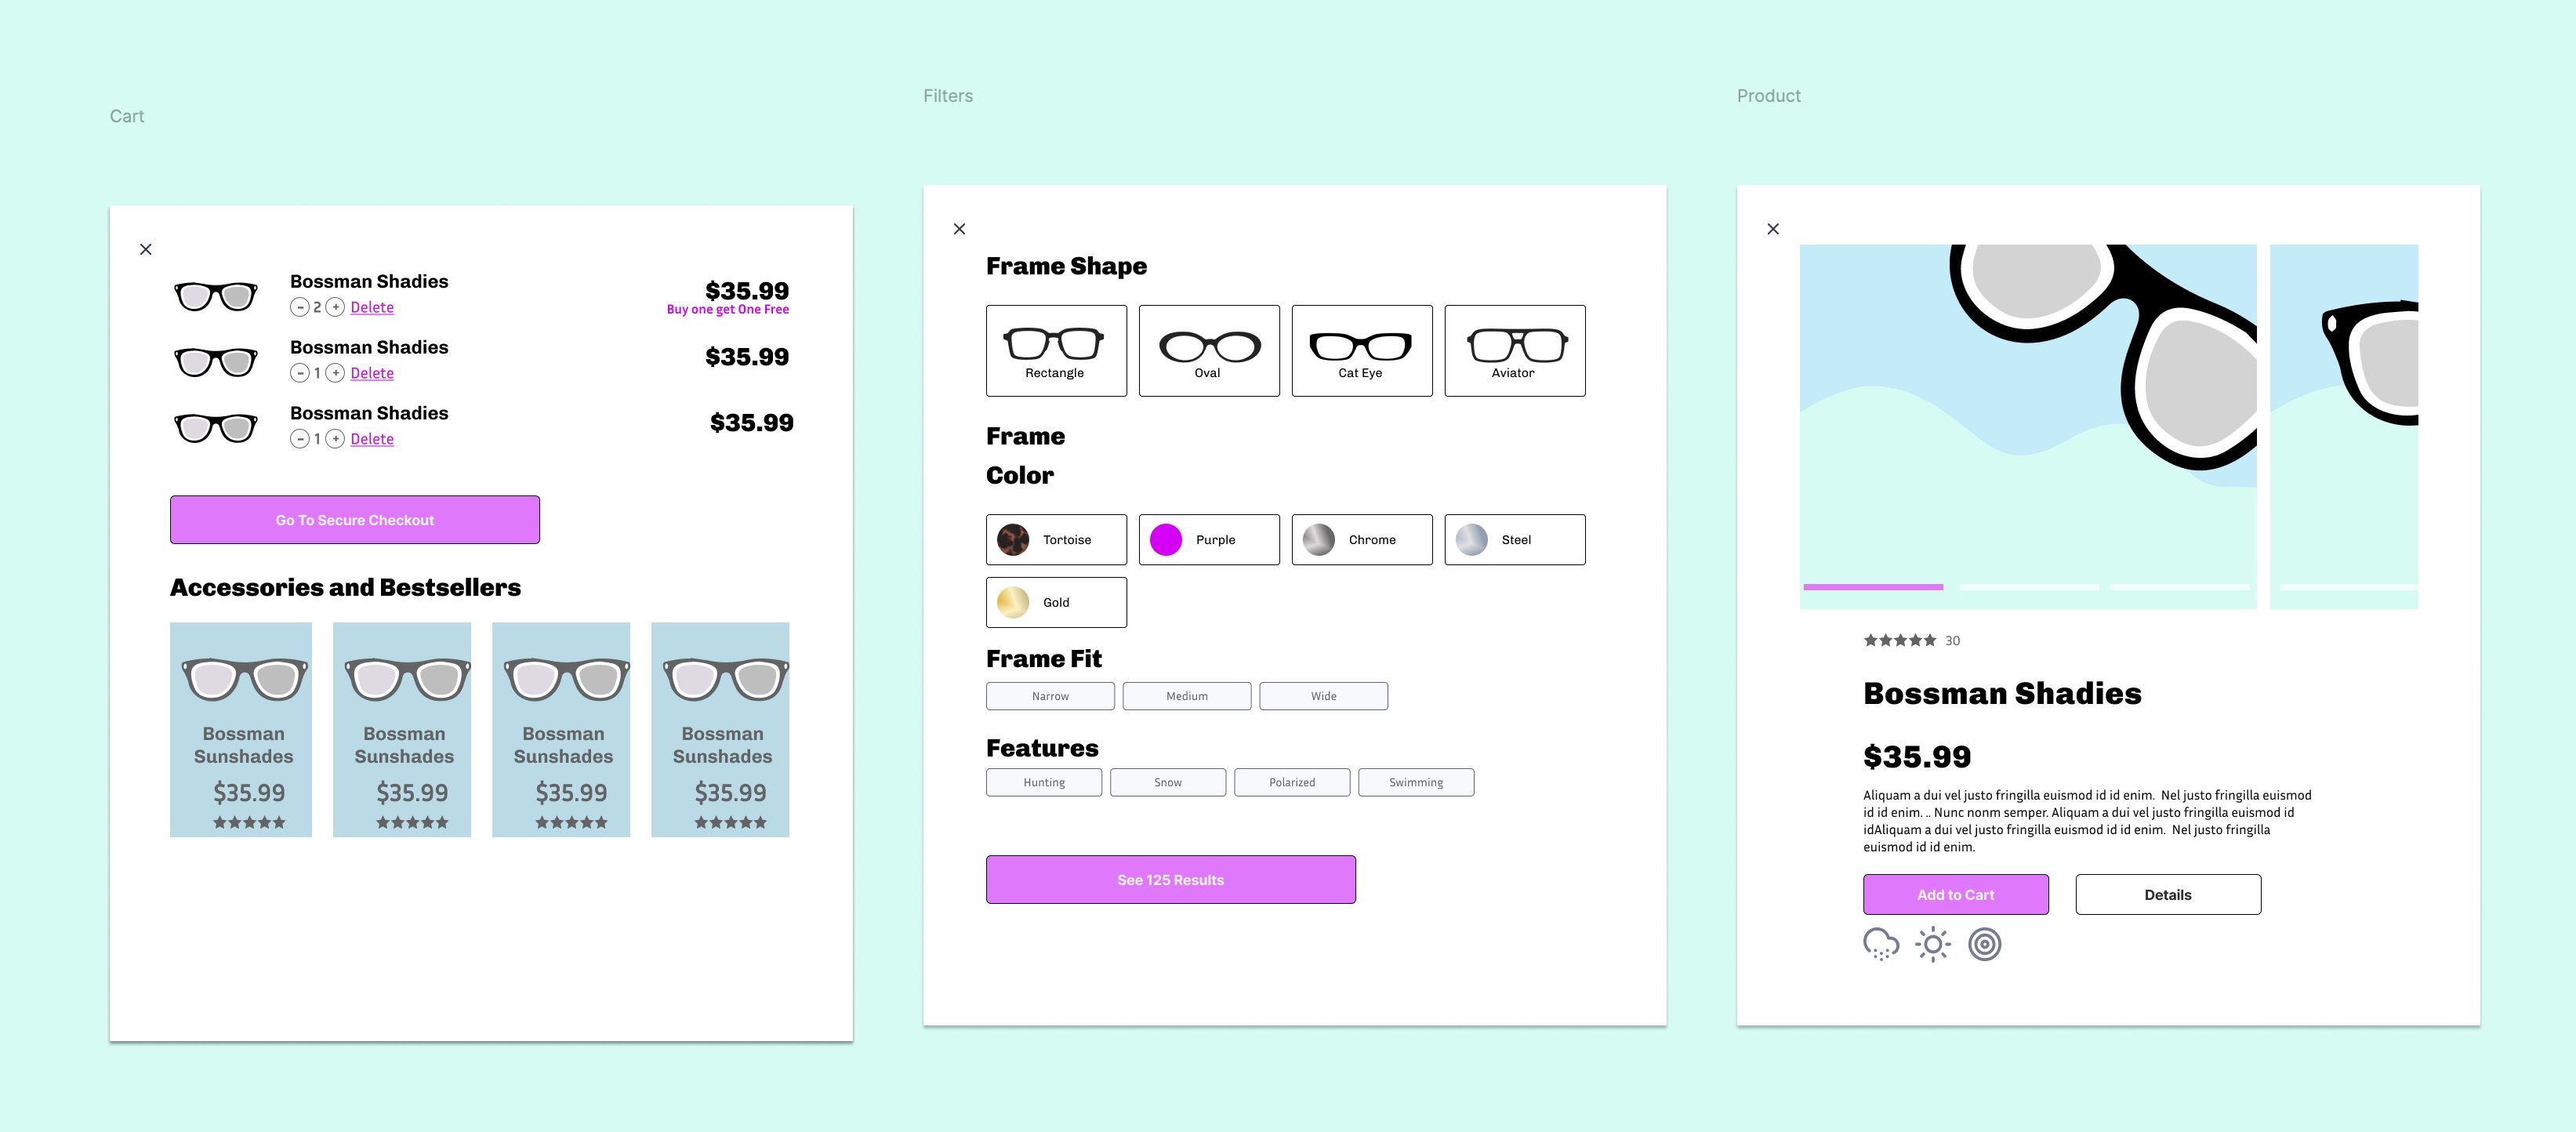 Cart
Bossman Shadies
$35.99
- 2 + Delete
Buy one get One Free
Bossman Shadies
$35.99
- 1 + Delete
Bossman Shadies
$35.99
- 1 + Delete
Go To Secure Checkout
Accessories and Bestsellers
Bossman
Sunshades
$35.99
Bossman
Sunshades
$35.99
Bossman
Sunshades
$35.99
Bossman
Sunshades
$35.99
Filters
Frame Shape
Rectangle
Oval
Cat Eye
Aviator
Frame
Color
Tortoise
Purple
Chrome
Steel
Gold
Frame Fit
Narrow
Medium
Wide
Features
Hunting
Snow
Polarized
Swimming
See 125 Results
Product
30
Bossman Shadies
$35.99
Aliquam a dui vel justo fringilla euismod id id enim.  Nel justo fringilla euismod
id id enim. .. Nunc nonm semper. Aliquam a dui vel justo fringilla euismod id
idAliquam a dui vel justo fringilla euismod id id enim.  Nel justo fringilla
euismod id id enim.
Add to Cart
Details